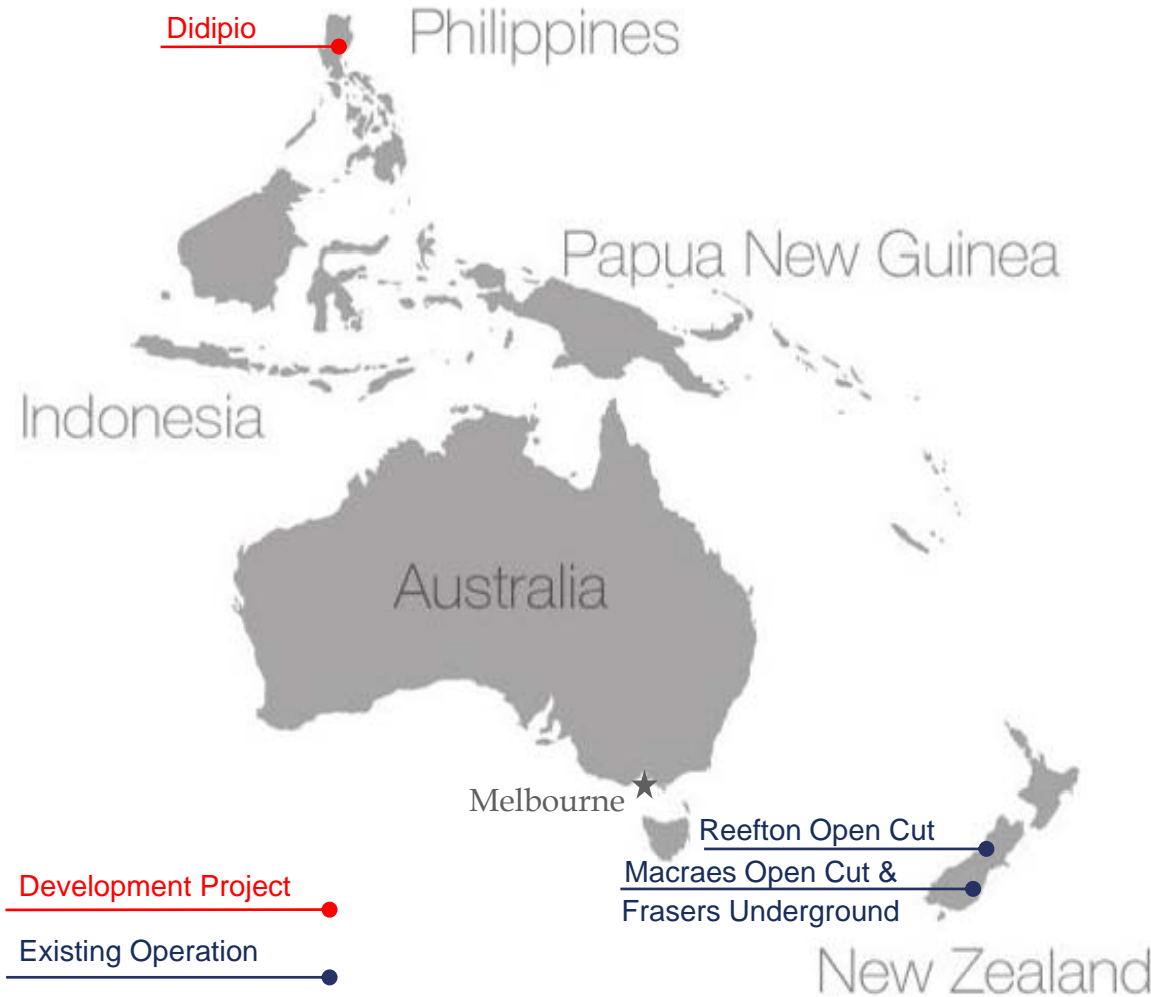 Didipio
Philippines
Papua New Guinea
Indonesia
Australia
Melbourne
Reefton Open Cut
Macraes Open Cut &
Frasers Underground
Development Project
Existing Operation
New Zealand